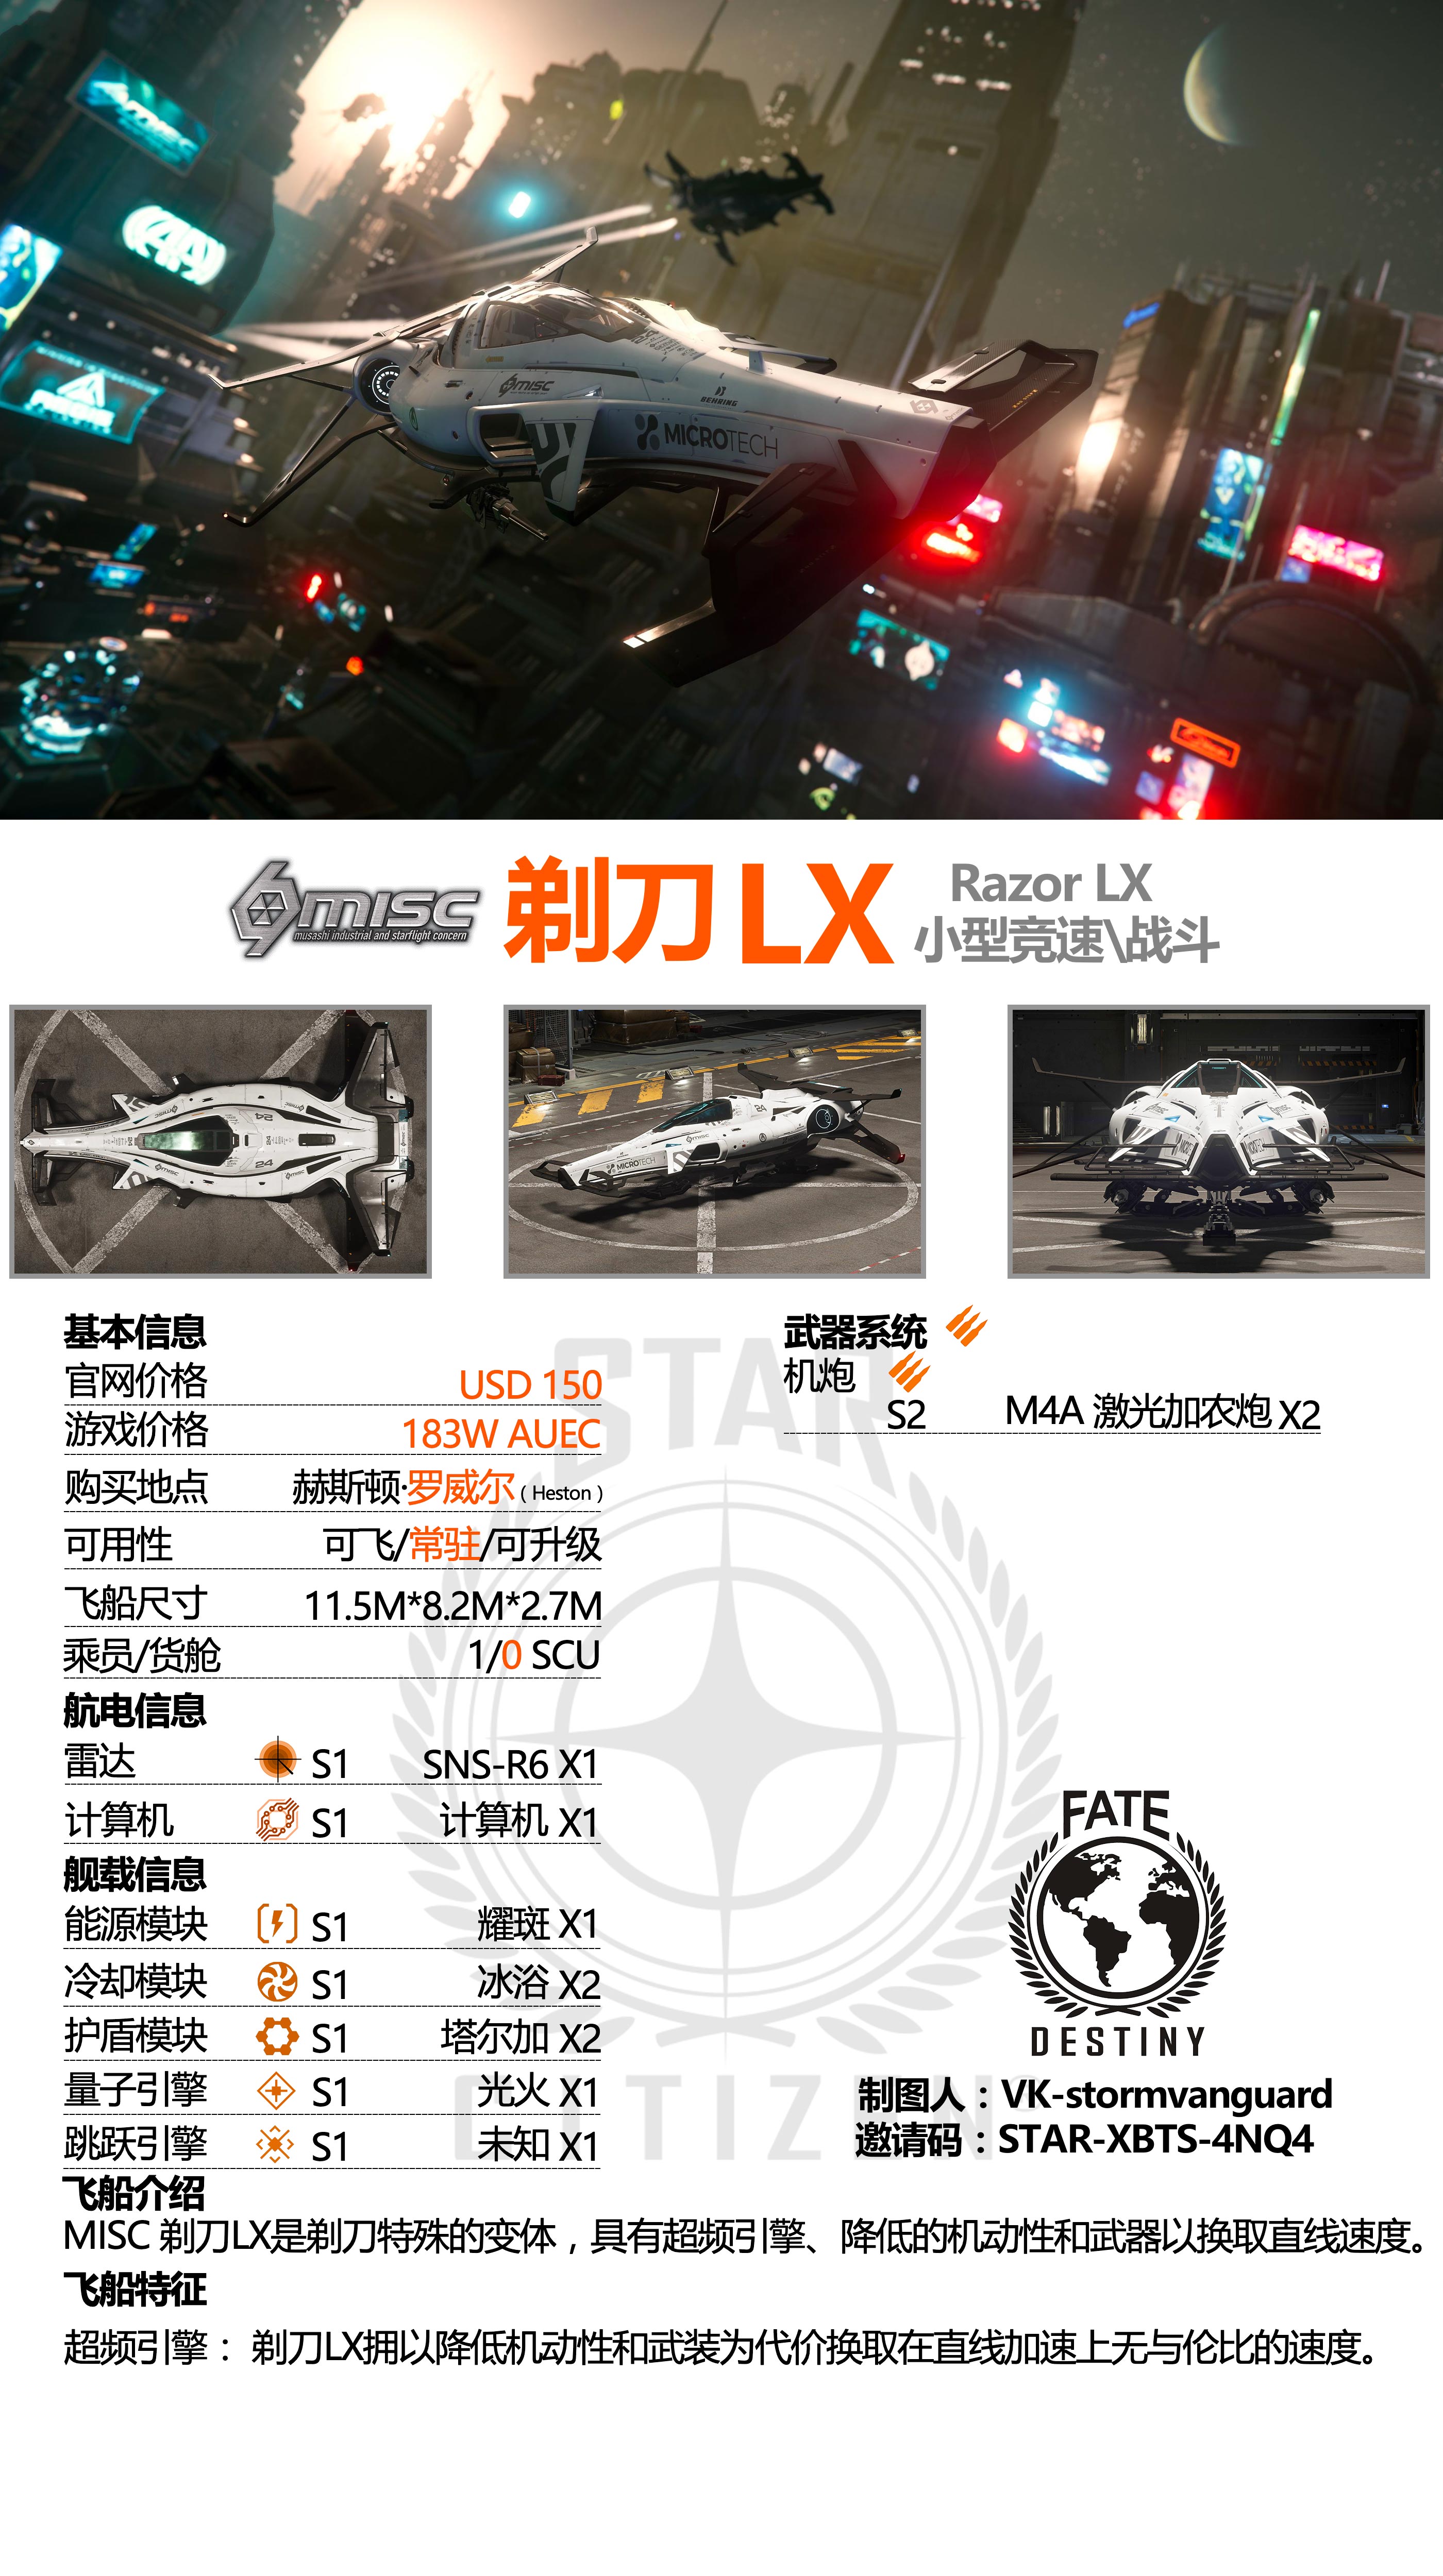 MISC
MICROTECH
BEHRING
misc
musashi industrial and starflight concern
剃刀 LX
Razor LX
小型竞速\战斗
24
24
24
misc
MICROTECH
24
misc
基本信息
官网价格 USD 150
游戏价格 183W AUEC
购买地点 赫斯顿·罗威尔（Heston）
可用性 可飞/常驻/可升级
飞船尺寸 11.5M*8.2M*2.7M
乘员/货舱 1/0 SCU
航电信息
雷达 S1 SNS-R6 X1
计算机 S1 计算机 X1
舰载信息
能源模块 S1 耀斑 X1
冷却模块 S1 冰浴 X2
护盾模块 S1 塔尔加 X2
量子引擎 S1 光火 X1
跳跃引擎 S1 未知 X1
武器系统
机炮
S2 M4A 激光加农炮 X2
STAR
CITIZEN
FATE
DESTINY
制图人：VK-stormvanguard
邀请码：STAR-XBTS-4NQ4
飞船介绍
MISC 剃刀LX是剃刀特殊的变体，具有超频引擎、降低的机动性和武器以换取直线速度。
飞船特征
超频引擎： 剃刀LX拥以降低机动性和武装为代价换取在直线加速上无与伦比的速度。